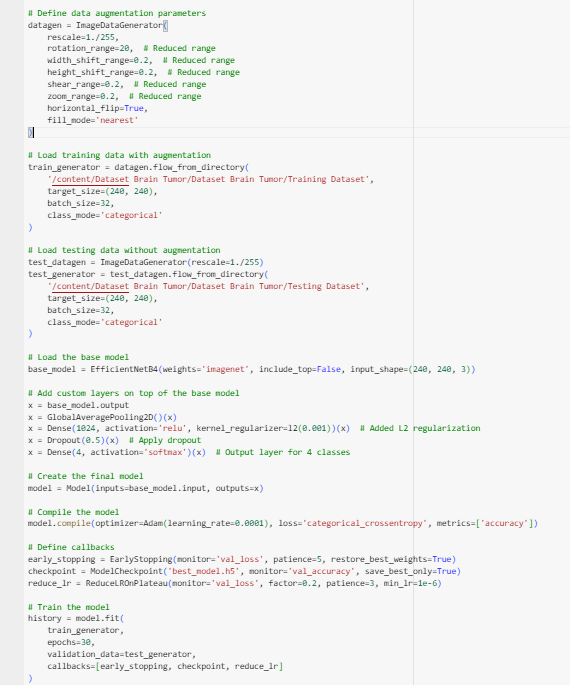 # Define data augmentation parameters
datagen = ImageDataGenerator(
    rescale=1./255,
    rotation_range=20,  # Reduced range
    width_shift_range=0.2,  # Reduced range
    height_shift_range=0.2,  # Reduced range
    shear_range=0.2,  # Reduced range
    zoom_range=0.2,  # Reduced range
    horizontal_flip=True,
    fill_mode='nearest'
)
# Load training data with augmentation
train_generator = datagen.flow_from_directory(
    '/content/Dataset Brain Tumor/Dataset Brain Tumor/Training Dataset',
    target_size=(240, 240),
    batch_size=32,
    class_mode='categorical'
)
# Load testing data without augmentation
test_datagen = ImageDataGenerator(rescale=1./255)
test_generator = test_datagen.flow_from_directory(
    '/content/Dataset Brain Tumor/Dataset Brain Tumor/Testing Dataset',
    target_size=(240, 240),
    batch_size=32,
    class_mode='categorical'
)
# Load the base model
base_model = EfficientNetB4(weights='imagenet', include_top=False, input_shape=(240, 240, 3))
# Add custom layers on top of the base model
x = base_model.output
x = GlobalAveragePooling2D()(x)
x = Dense(1024, activation='relu', kernel_regularizer=l2(0.001))(x)  # Added L2 regularization
x = Dropout(0.5)(x)  # Apply dropout
x = Dense(4, activation='softmax')(x)  # Output layer for 4 classes
# Create the final model
model = Model(inputs=base_model.input, outputs=x)
# Compile the model
model.compile(optimizer=Adam(learning_rate=0.0001), loss='categorical_crossentropy', metrics=['accuracy'])
# Define callbacks
early_stopping = EarlyStopping(monitor='val_loss', patience=5, restore_best_weights=True)
checkpoint = ModelCheckpoint('best_model.h5', monitor='val_accuracy', save_best_only=True)
reduce_lr = ReduceLROnPlateau(monitor='val_loss', factor=0.2, patience=3, min_lr=1e-6)
# Train the model
history = model.fit(
    train_generator,
    epochs=30,
    validation_data=test_generator,
    callbacks=[early_stopping, checkpoint, reduce_lr]
)